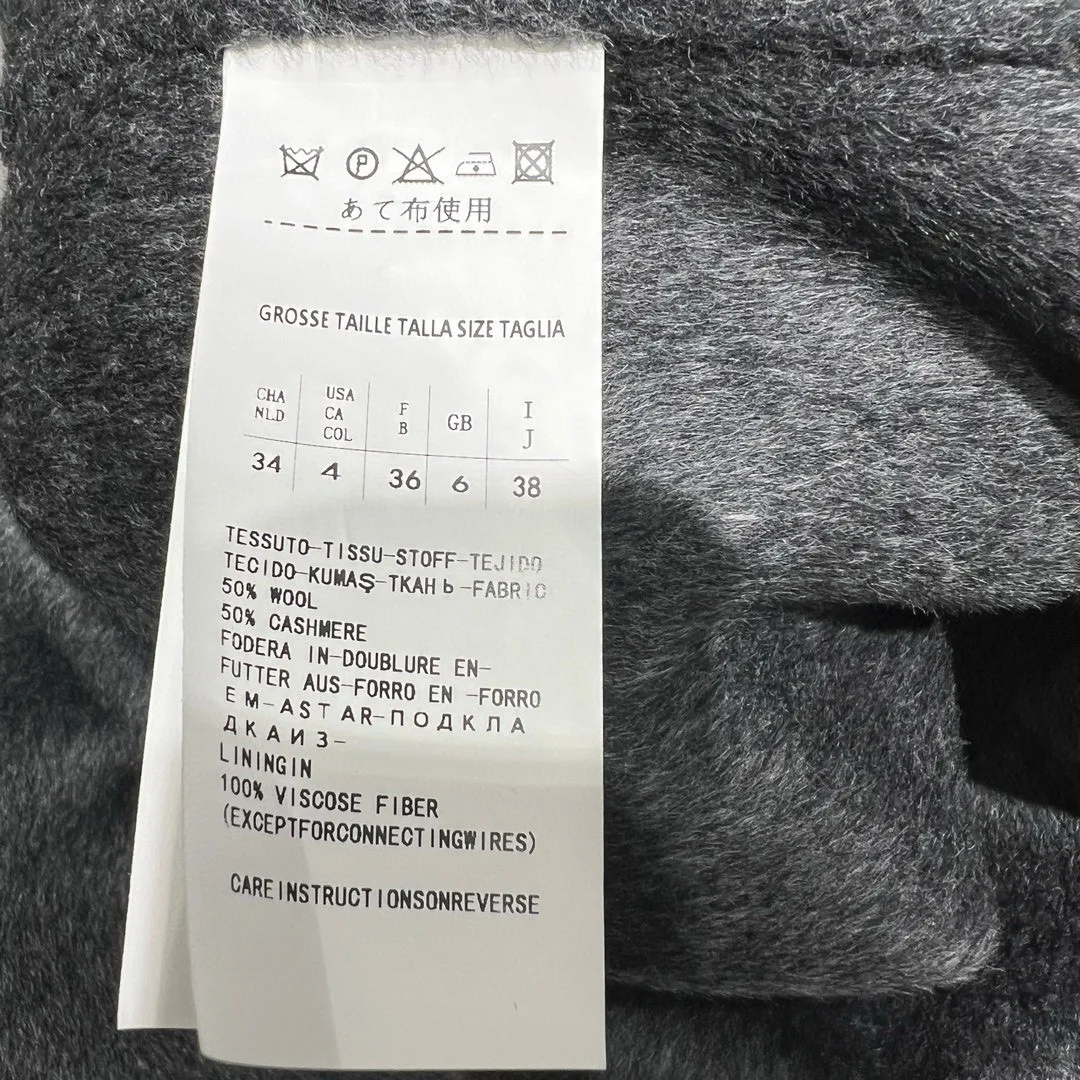 P
あて布使用
GROSSE TAILLE TALLA SIZE TAGLIA
CHA NLD USA CA COL F B GB I J
34 4 36 6 38
TESSUTO-TISSU-STOFF-TEJIDO
TECIDO-KUMAŞ-TKAHь-FABRIC
50% WOOL
50% CASHMERE
FODERA IN-DOUBLURE EN-
FUTTER AUS-FORRO EN -FORRO
EM-ASTAR-ПОДКЛА
ДКАИЗ-
LININGIN
100% VISCOSE FIBER
(EXCEPTFORCONNECTINGWIRES)
CAREINSTRUCTIONSONREVERSE